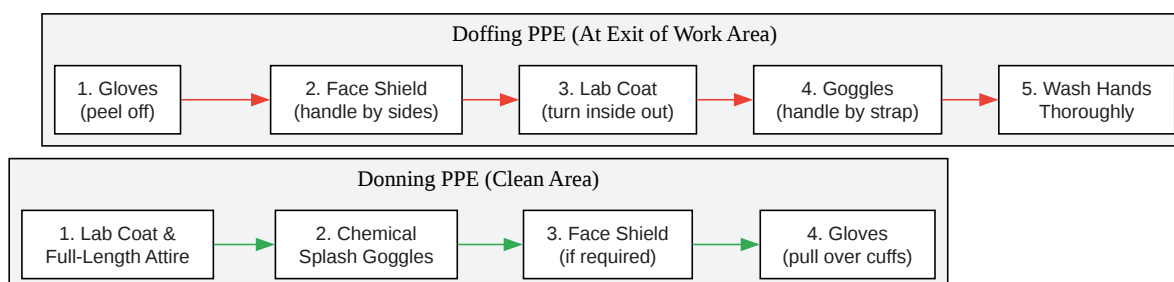 Doffing PPE (At Exit of Work Area)
1. Gloves
(peel off)
2. Face Shield
(handle by sides)
3. Lab Coat
(turn inside out)
4. Goggles
(handle by strap)
5. Wash Hands
Thoroughly
Donning PPE (Clean Area)
1. Lab Coat &
Full-Length Attire
2. Chemical
Splash Goggles
3. Face Shield
(if required)
4. Gloves
(pull over cuffs)